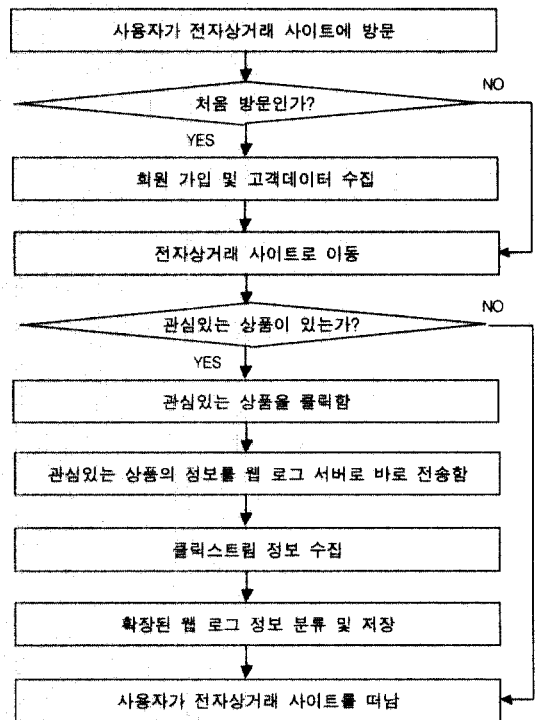 사용자가 전자상거래 사이트에 방문
처음 방문인가?
NO
YES
회원 가입 및 고객데이터 수집
전자상거래 사이트로 이동
관심있는 상품이 있는가?
NO
YES
관심있는 상품을 클릭함
관심있는 상품의 정보를 웹 로그 서버로 바로 전송함
클릭스트림 정보 수집
확장된 웹 로그 정보 분류 및 저장
사용자가 전자상거래 사이트를 떠남